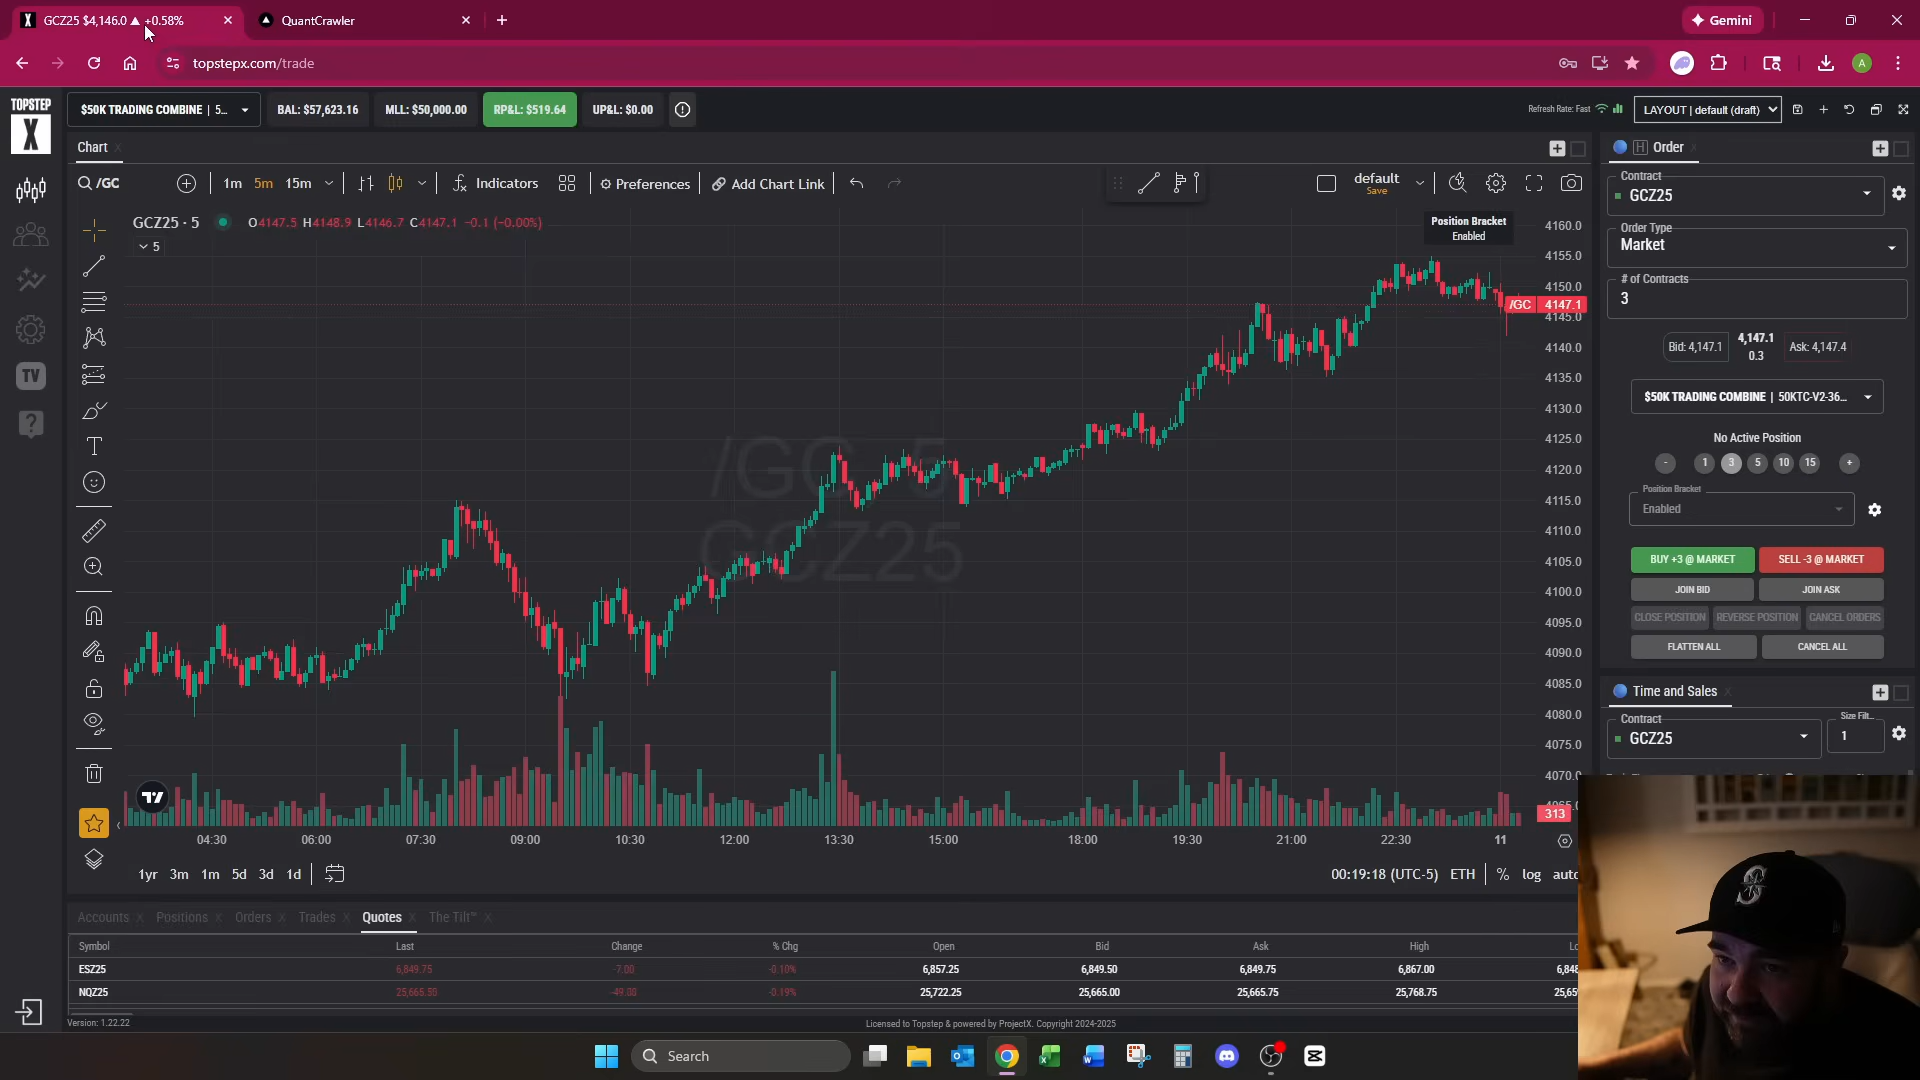 GCZ25 $4,146.0 ▲ +0.58%
QuantCrawler
Gemini
topstepx.com/trade
A
TOPSTEP
X
$50K TRADING COMBINE | 5...
BAL: $57,623.16
MLL: $50,000.00
RP&L: $519.64
UP&L: $0.00
Refresh Rate: Fast
LAYOUT | default (draft)
Chart
Order
/GC
1m
5m
15m
Indicators
Preferences
Add Chart Link
default
Save
Contract
GCZ25
GCZ25 · 5
O4147.5 H4148.9 L4146.7 C4147.1 -0.1 (-0.00%)
5
Position Bracket
Enabled
Order Type
Market
# of Contracts
3
Bid: 4,147.1
4,147.1
0.3
Ask: 4,147.4
$50K TRADING COMBINE | 50KTC-V2-36...
No Active Position
- 1 3 5 10 15 +
Position Bracket
Enabled
BUY +3 @ MARKET
SELL -3 @ MARKET
JOIN BID
JOIN ASK
CLOSE POSITION
REVERSE POSITION
CANCEL ORDERS
FLATTEN ALL
CANCEL ALL
Time and Sales
Contract
GCZ25
Size Filt...
1
4160.0
4155.0
4150.0
/GC 4147.1
4145.0
4140.0
4135.0
4130.0
4125.0
4120.0
4115.0
4110.0
4105.0
4100.0
4095.0
4090.0
4085.0
4080.0
4075.0
4070.0
313
/GC · 5
GCZ25
TV
04:30
06:00
07:30
09:00
10:30
12:00
13:30
15:00
18:00
19:30
21:00
22:30
11
1yr
3m
1m
5d
3d
1d
00:19:18 (UTC-5)
ETH
%
log
auto
Accounts
Positions
Orders
Trades
Quotes
The Tilt™
Symbol
Last
Change
% Chg
Open
Bid
Ask
High
Lo
ESZ25
6,849.75
-7.00
-0.10%
6,857.25
6,849.50
6,849.75
6,867.00
6,848
NQZ25
25,665.50
-49.00
-0.19%
25,722.25
25,665.00
25,665.75
25,768.75
25,65
Version: 1.22.22
Licensed to Topstep & powered by ProjectX. Copyright 2024-2025
Search